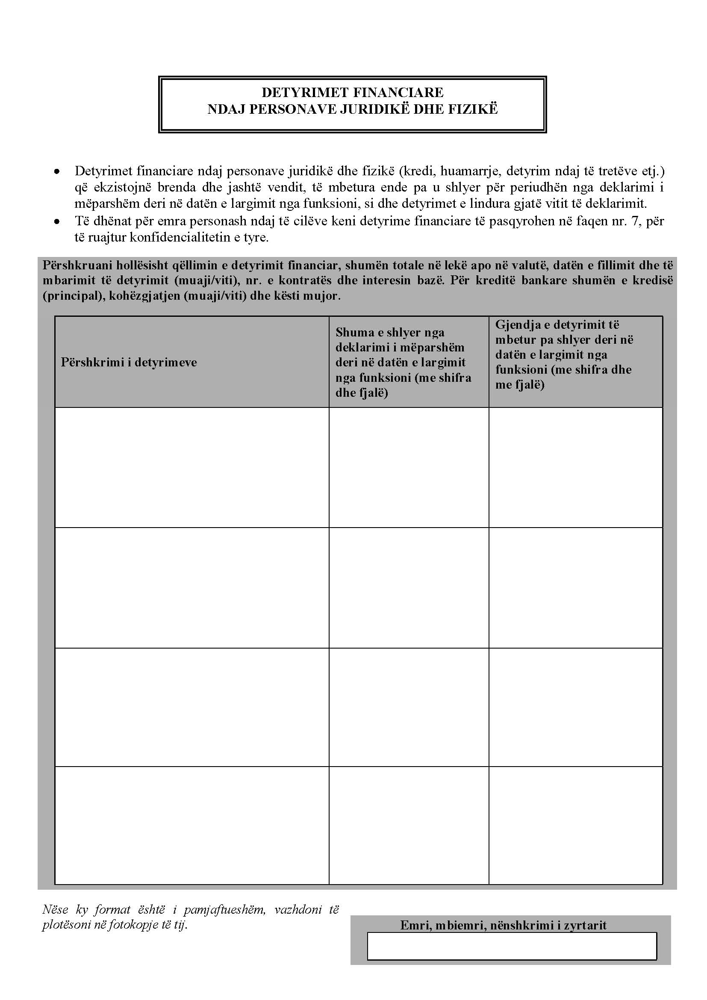 DETYRIMET FINANCIARE
NDAJ PERSONAVE JURIDIKË DHE FIZIKË
• Detyrimet financiare ndaj personave juridikë dhe fizikë (kredi, huamarrje, detyrim ndaj të tretëve etj.)
që ekzistojnë brenda dhe jashtë vendit, të mbetura ende pa u shlyer për periudhën nga deklarimi i
mëparshëm deri në datën e largimit nga funksioni, si dhe detyrimet e lindura gjatë vitit të deklarimit.
• Të dhënat për emra personash ndaj të cilëve keni detyrime financiare të pasqyrohen në faqen nr. 7, për
të ruajtur konfidencialitetin e tyre.
Përshkruani hollësisht qëllimin e detyrimit financiar, shumën totale në lekë apo në valutë, datën e fillimit dhe të
mbarimit të detyrimit (muaji/viti), nr. e kontratës dhe interesin bazë. Për kreditë bankare shumën e kredisë
(principal), kohëzgjatjen (muaji/viti) dhe kësti mujor.
Përshkrimi i detyrimeve
Shuma e shlyer nga
deklarimi i mëparshëm
deri në datën e largimit
nga funksioni (me shifra
dhe fjalë)
Gjendja e detyrimit të
mbetur pa shlyer deri në
datën e largimit nga
funksioni (me shifra dhe
me fjalë)
Nëse ky format është i pamjaftueshëm, vazhdoni të
plotësoni në fotokopje të tij.
Emri, mbiemri, nënshkrimi i zyrtarit